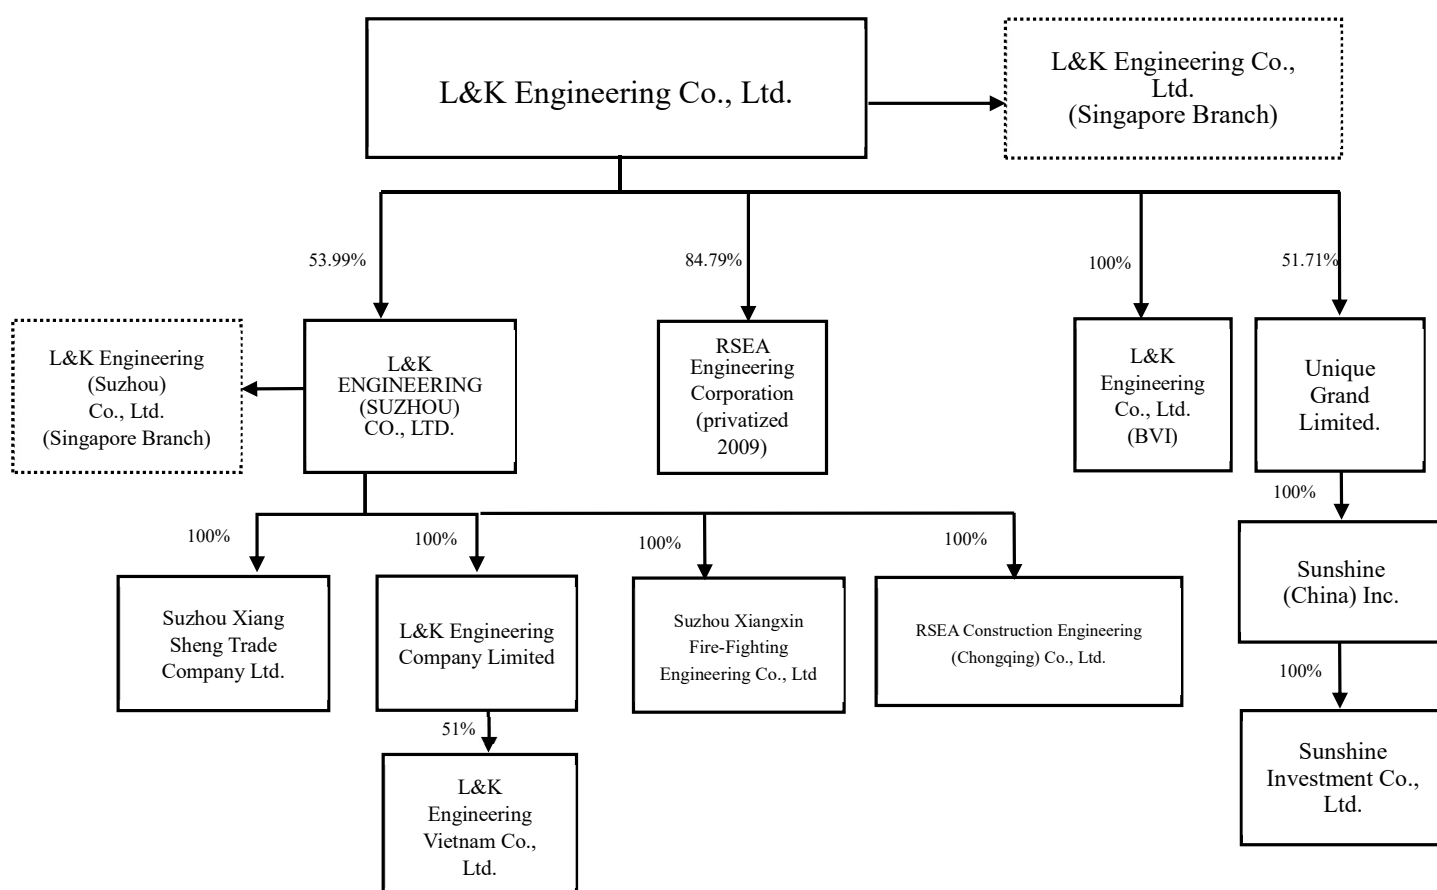 L&K Engineering Co., Ltd.
L&K Engineering Co.,
Ltd.
(Singapore Branch)
53.99%
84.79%
100%
51.71%
L&K Engineering
(Suzhou)
Co., Ltd.
(Singapore Branch)
L&K
ENGINEERING
(SUZHOU)
CO., LTD.
RSEA
Engineering
Corporation
(privatized
2009)
L&K
Engineering
Co., Ltd.
(BVI)
Unique
Grand
Limited.
100%
100%
100%
100%
100%
Suzhou Xiang
Sheng Trade
Company Ltd.
L&K Engineering
Company Limited
Suzhou Xiangxin
Fire-Fighting
Engineering Co., Ltd
RSEA Construction Engineering
(Chongqing) Co., Ltd.
Sunshine
(China) Inc.
100%
51%
L&K
Engineering
Vietnam Co.,
Ltd.
Sunshine
Investment Co.,
Ltd.